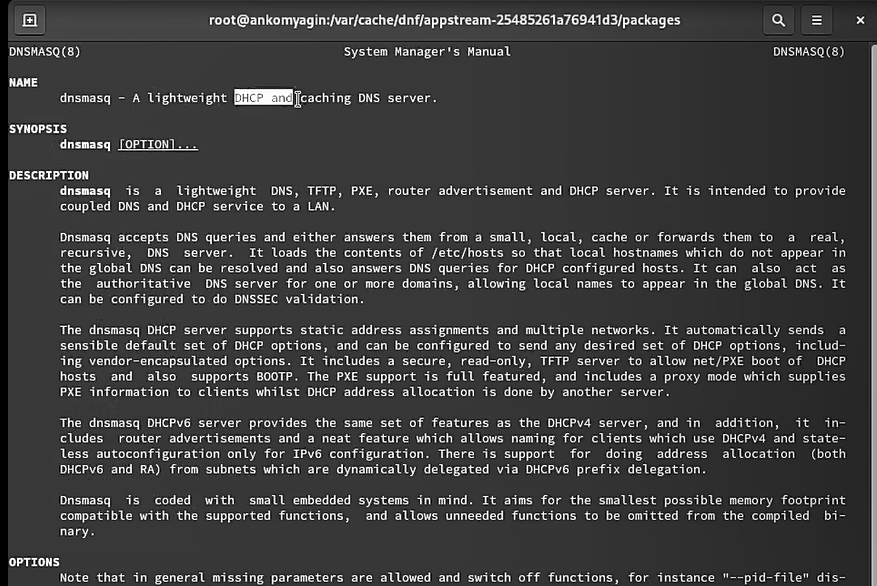 root@ankomyagin:/var/cache/dnf/appstream-25485261a76941d3/packages
DNSMASQ(8) System Manager's Manual DNSMASQ(8)
NAME
dnsmasq - A lightweight DHCP and caching DNS server.
SYNOPSIS
dnsmasq [OPTION]...
DESCRIPTION
dnsmasq is a lightweight DNS, TFTP, PXE, router advertisement and DHCP server. It is intended to provide
coupled DNS and DHCP service to a LAN.
Dnsmasq accepts DNS queries and either answers them from a small, local, cache or forwards them to a real,
recursive, DNS server. It loads the contents of /etc/hosts so that local hostnames which do not appear in
the global DNS can be resolved and also answers DNS queries for DHCP configured hosts. It can also act as
the authoritative DNS server for one or more domains, allowing local names to appear in the global DNS. It
can be configured to do DNSSEC validation.
The dnsmasq DHCP server supports static address assignments and multiple networks. It automatically sends a
sensible default set of DHCP options, and can be configured to send any desired set of DHCP options, includ-
ing vendor-encapsulated options. It includes a secure, read-only, TFTP server to allow net/PXE boot of DHCP
hosts and also supports BOOTP. The PXE support is full featured, and includes a proxy mode which supplies
PXE information to clients whilst DHCP address allocation is done by another server.
The dnsmasq DHCPv6 server provides the same set of features as the DHCPv4 server, and in addition, it in-
cludes router advertisements and a neat feature which allows naming for clients which use DHCPv4 and state-
less autoconfiguration only for IPv6 configuration. There is support for doing address allocation (both
DHCPv6 and RA) from subnets which are dynamically delegated via DHCPv6 prefix delegation.
Dnsmasq is coded with small embedded systems in mind. It aims for the smallest possible memory footprint
compatible with the supported functions, and allows unneeded functions to be omitted from the compiled bi-
nary.
OPTIONS
Note that in general missing parameters are allowed and switch off functions, for instance "--pid-file" dis-